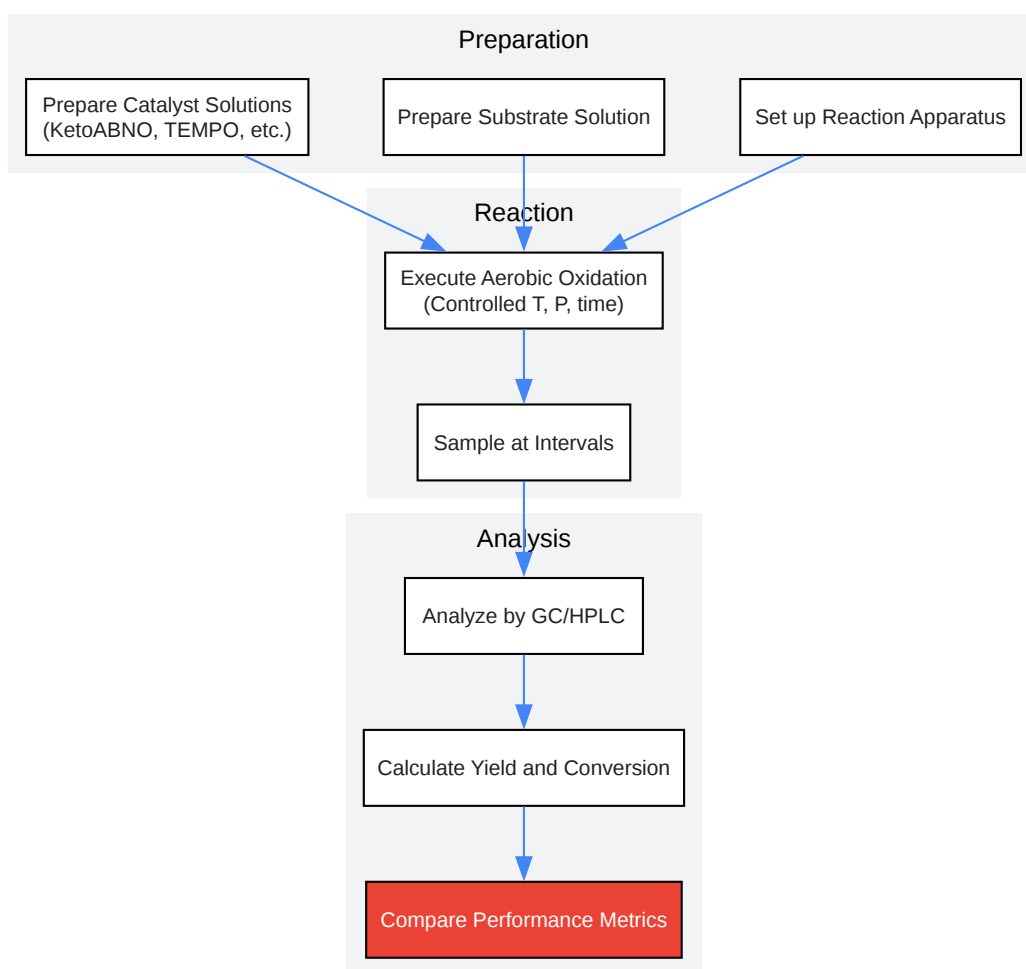 Preparation
Prepare Catalyst Solutions
(KetoABNO, TEMPO, etc.)
Prepare Substrate Solution
Set up Reaction Apparatus
Reaction
Execute Aerobic Oxidation
(Controlled T, P, time)
Sample at Intervals
Analysis
Analyze by GC/HPLC
Calculate Yield and Conversion
Compare Performance Metrics